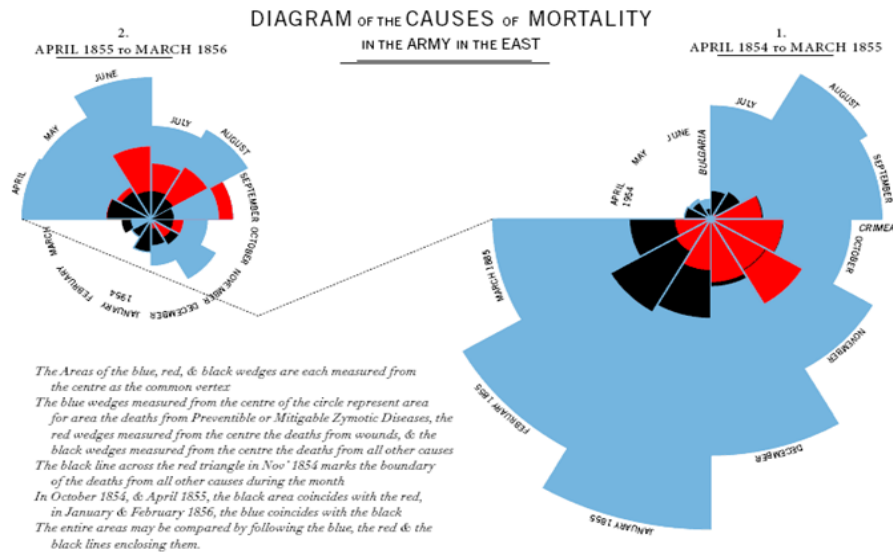 DIAGRAM OF THE CAUSES OF MORTALITY
IN THE ARMY IN THE EAST
2.
APRIL 1855 TO MARCH 1856
1.
APRIL 1854 TO MARCH 1855
APRIL
MAY
JUNE
JULY
AUGUST
SEPTEMBER
OCTOBER
NOVEMBER
DECEMBER
JANUARY
1954
FEBRUARY
MARCH
APRIL
1954
MAY
JUNE
BULGARIA
JULY
AUGUST
SEPTEMBER
CRIMEA
OCTOBER
NOVEMBER
DECEMBER
JANUARY 1855
FEBRUARY 1855
MARCH 1885
The Areas of the blue, red, & black wedges are each measured from
the centre as the common vertex
The blue wedges measured from the centre of the circle represent area
for area the deaths from Preventible or Mitigable Zymotic Diseases, the
red wedges measured from the centre the deaths from wounds, & the
black wedges measured from the centre the deaths from all other causes
The black line across the red triangle in Nov' 1854 marks the boundary
of the deaths from all other causes during the month
In October 1854, & April 1855, the black area coincides with the red,
in January & February 1856, the blue coincides with the black
The entire areas may be compared by following the blue, the red & the
black lines enclosing them.